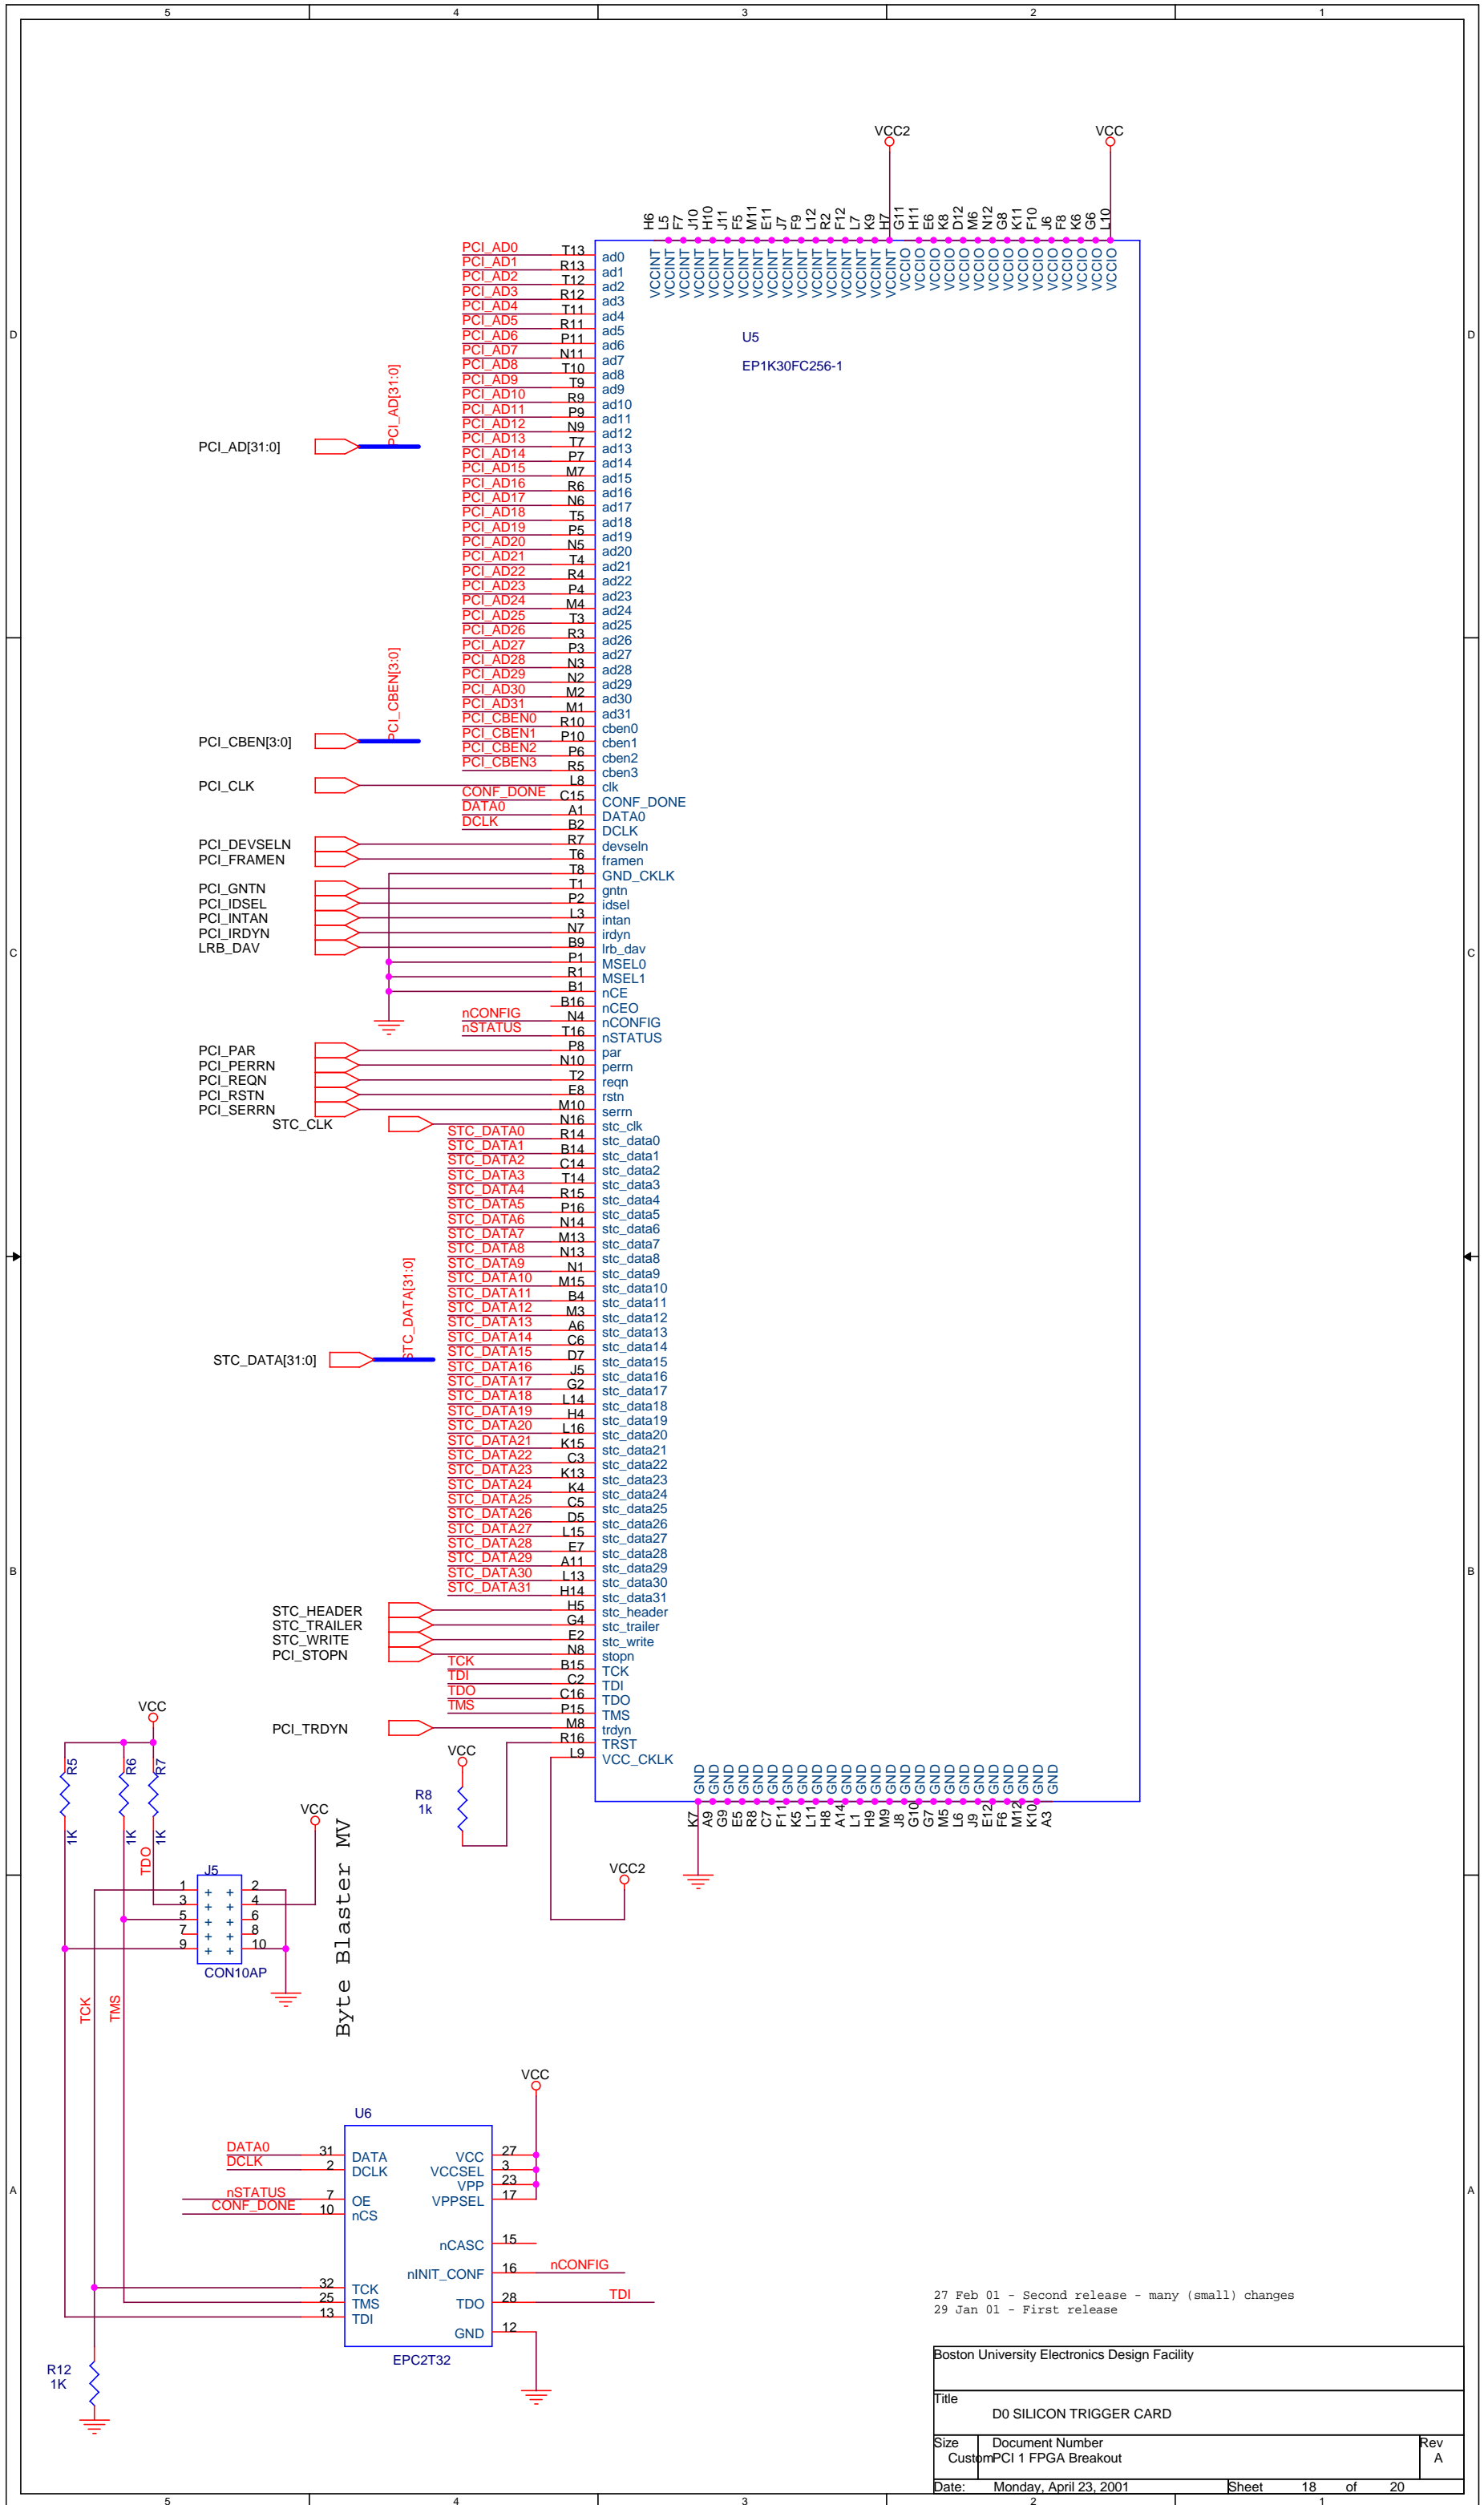 5 4 3 2 1
VCC2 VCC
H6 L5 F7 J10 H10 J11 F5 M11 E11 J7 F9 L12 R2 F12 L7 K9 H7 G11 H11 E6 K8 D12 M6 N12 G8 K11 F10 J6 F8 K6 G6 L10
VCCINT VCCINT VCCINT VCCINT VCCINT VCCINT VCCINT VCCINT VCCINT VCCINT VCCINT VCCINT VCCINT VCCINT VCCINT VCCINT VCCINT VCCIO VCCIO VCCIO VCCIO VCCIO VCCIO VCCIO VCCIO VCCIO VCCIO VCCIO VCCIO VCCIO VCCIO VCCIO
U5
EP1K30FC256-1
PCI_AD0 T13 ad0
PCI_AD1 R13 ad1
PCI_AD2 T12 ad2
PCI_AD3 R12 ad3
PCI_AD4 T11 ad4
PCI_AD5 R11 ad5
PCI_AD6 P11 ad6
PCI_AD7 N11 ad7
PCI_AD8 T10 ad8
PCI_AD9 T9 ad9
PCI_AD10 R9 ad10
PCI_AD11 P9 ad11
PCI_AD12 N9 ad12
PCI_AD13 T7 ad13
PCI_AD14 P7 ad14
PCI_AD15 M7 ad15
PCI_AD16 R6 ad16
PCI_AD17 N6 ad17
PCI_AD18 T5 ad18
PCI_AD19 P5 ad19
PCI_AD20 N5 ad20
PCI_AD21 T4 ad21
PCI_AD22 R4 ad22
PCI_AD23 P4 ad23
PCI_AD24 M4 ad24
PCI_AD25 T3 ad25
PCI_AD26 R3 ad26
PCI_AD27 P3 ad27
PCI_AD28 N3 ad28
PCI_AD29 N2 ad29
PCI_AD30 M2 ad30
PCI_AD31 M1 ad31
PCI_CBEN0 R10 cben0
PCI_CBEN1 P10 cben1
PCI_CBEN2 P6 cben2
PCI_CBEN3 R5 cben3
PCI_AD[31:0] PCI_AD[31:0]
PCI_CBEN[3:0] PCI_CBEN[3:0]
PCI_CLK L8 clk
CONF_DONE C15 CONF_DONE
DATA0 A1 DATA0
DCLK B2 DCLK
PCI_DEVSELN R7 devseln
PCI_FRAMEN T6 framen
T8 GND_CKLK
PCI_GNTN T1 gntn
PCI_IDSEL P2 idsel
PCI_INTAN L3 intan
PCI_IRDYN N7 irdyn
LRB_DAV B9 lrb_dav
P1 MSEL0
R1 MSEL1
B1 nCE
B16 nCEO
nCONFIG N4 nCONFIG
nSTATUS T16 nSTATUS
PCI_PAR P8 par
PCI_PERRN N10 perrn
PCI_REQN T2 reqn
PCI_RSTN E8 rstn
PCI_SERRN M10 serrn
STC_CLK N16 stc_clk
STC_DATA0 R14 stc_data0
STC_DATA1 B14 stc_data1
STC_DATA2 C14 stc_data2
STC_DATA3 T14 stc_data3
STC_DATA4 R15 stc_data4
STC_DATA5 P16 stc_data5
STC_DATA6 N14 stc_data6
STC_DATA7 M13 stc_data7
STC_DATA8 N13 stc_data8
STC_DATA9 N1 stc_data9
STC_DATA10 M15 stc_data10
STC_DATA11 B4 stc_data11
STC_DATA12 M3 stc_data12
STC_DATA13 A6 stc_data13
STC_DATA14 C6 stc_data14
STC_DATA15 D7 stc_data15
STC_DATA16 J5 stc_data16
STC_DATA17 G2 stc_data17
STC_DATA18 L14 stc_data18
STC_DATA19 H4 stc_data19
STC_DATA20 L16 stc_data20
STC_DATA21 K15 stc_data21
STC_DATA22 C3 stc_data22
STC_DATA23 K13 stc_data23
STC_DATA24 K4 stc_data24
STC_DATA25 C5 stc_data25
STC_DATA26 D5 stc_data26
STC_DATA27 L15 stc_data27
STC_DATA28 E7 stc_data28
STC_DATA29 A11 stc_data29
STC_DATA30 L13 stc_data30
STC_DATA31 H14 stc_data31
STC_DATA[31:0] STC_DATA[31:0]
STC_HEADER H5 stc_header
STC_TRAILER G4 stc_trailer
STC_WRITE E2 stc_write
PCI_STOPN N8 stopn
TCK B15 TCK
TDI C2 TDI
TDO C16 TDO
TMS P15 TMS
PCI_TRDYN M8 trdyn
R16 TRST
L9 VCC_CKLK
GND GND GND GND GND GND GND GND GND GND GND GND GND GND GND GND GND GND GND GND GND GND GND GND GND
K7 A9 G9 E5 R8 C7 F11 K5 L11 H8 A14 L1 H9 M9 J8 G10 G7 M5 L6 J9 E12 F6 M12 K10 A3
VCC
R5 R6 R7
1K 1K 1K
VCC
R8
1k
VCC2
VCC
TDO
J5
1 2
3 4
5 6
7 8
9 10
CON10AP
Byte Blaster MV
TCK TMS
VCC
U6
DATA0 31 DATA VCC 27
DCLK 2 DCLK VCCSEL 3
VPP 23
nSTATUS 7 OE VPPSEL 17
CONF_DONE 10 nCS
nCASC 15
nINIT_CONF 16 nCONFIG
32 TCK
25 TMS TDO 28 TDI
13 TDI
GND 12
EPC2T32
R12
1K
27 Feb 01 - Second release - many (small) changes
29 Jan 01 - First release
Boston University Electronics Design Facility
Title
D0 SILICON TRIGGER CARD
Size Document Number Rev
Custom PCI 1 FPGA Breakout A
Date: Monday, April 23, 2001 Sheet 18 of 20
D D
C C
B B
A A
5 4 3 2 1